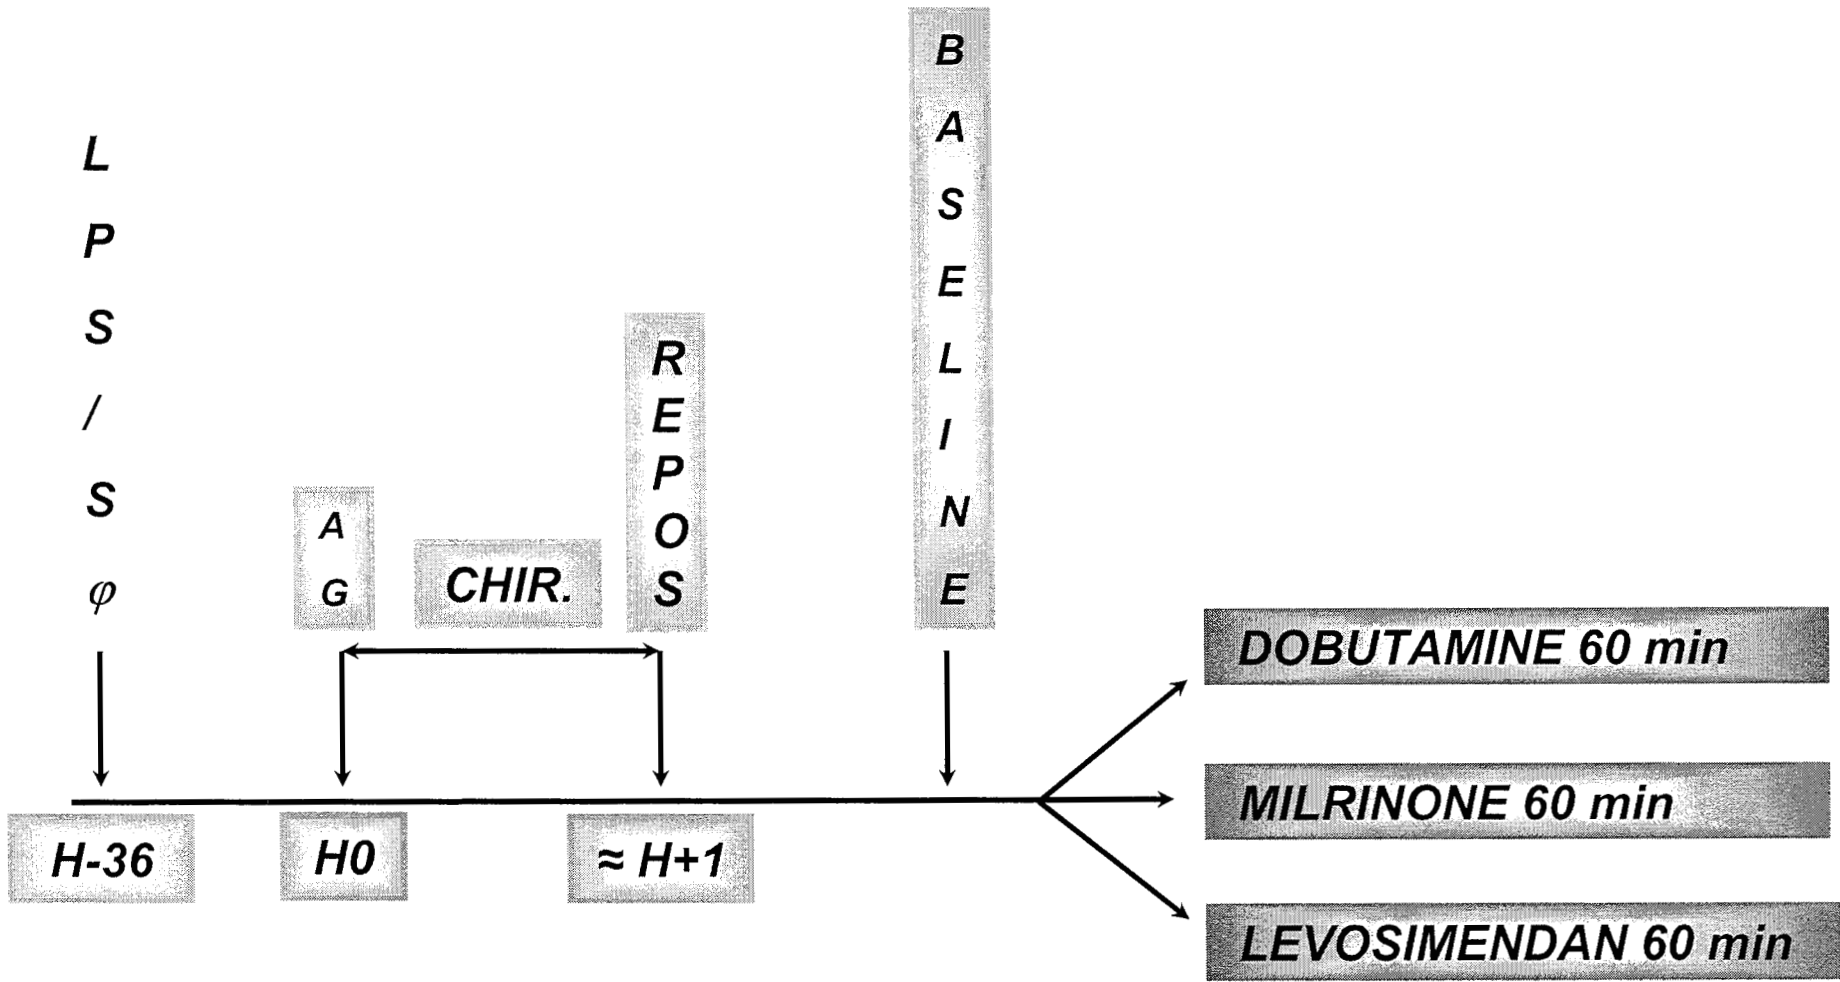 LPS/Sφ
AG
CHIR.
REPOS
BASELINE
H-36
H0
≈ H+1
DOBUTAMINE 60 min
MILRINONE 60 min
LEVOSIMENDAN 60 min